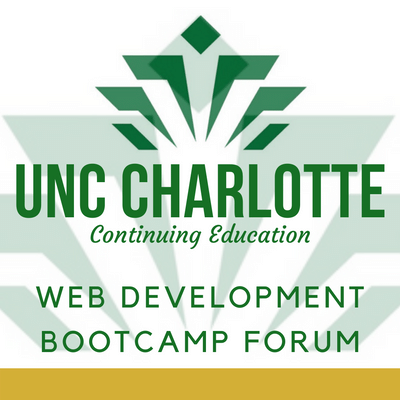 UNC CHARLOTTE
Continuing Education
WEB DEVELOPMENT
BOOTCAMP FORUM